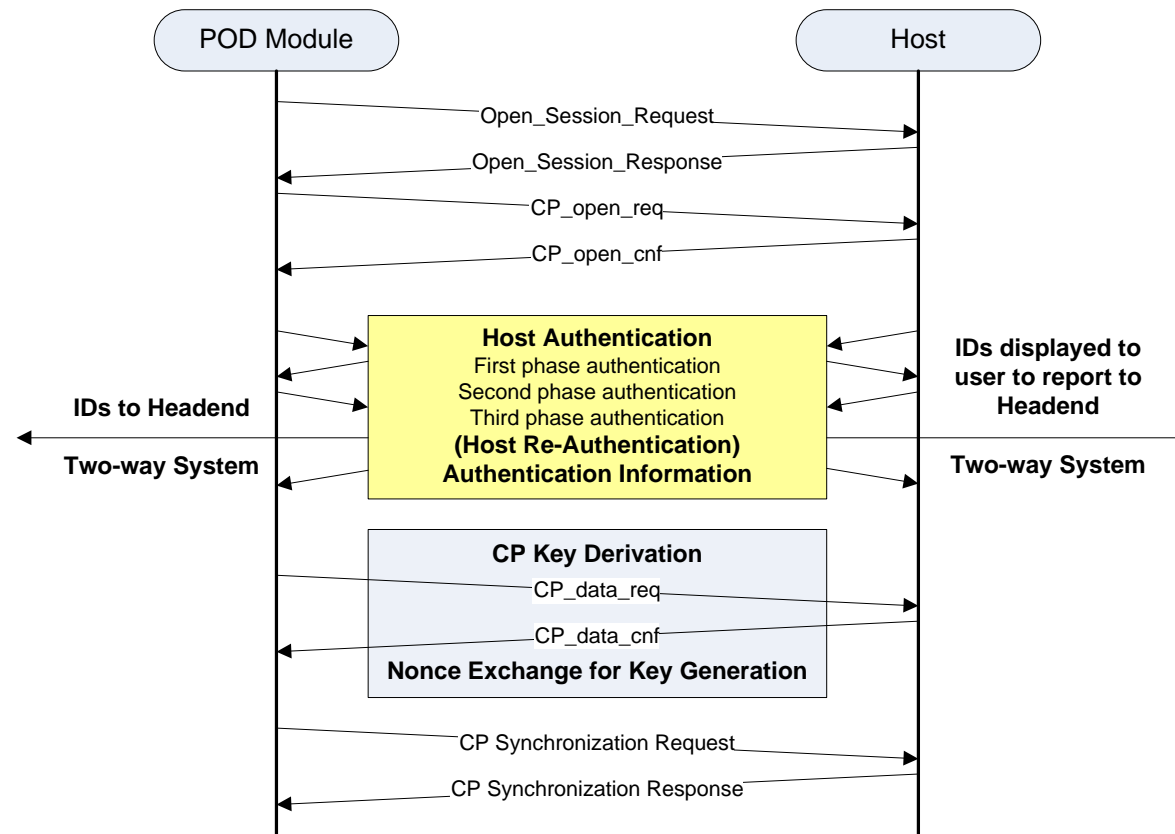 POD Module
Host
Open_Session_Request
Open_Session_Response
CP_open_req
CP_open_cnf
Host Authentication
First phase authentication
Second phase authentication
Third phase authentication
(Host Re-Authentication)
Authentication Information
IDs to Headend
Two-way System
IDs displayed to
user to report to
Headend
Two-way System
CP Key Derivation
CP_data_req
CP_data_cnf
Nonce Exchange for Key Generation
CP Synchronization Request
CP Synchronization Response